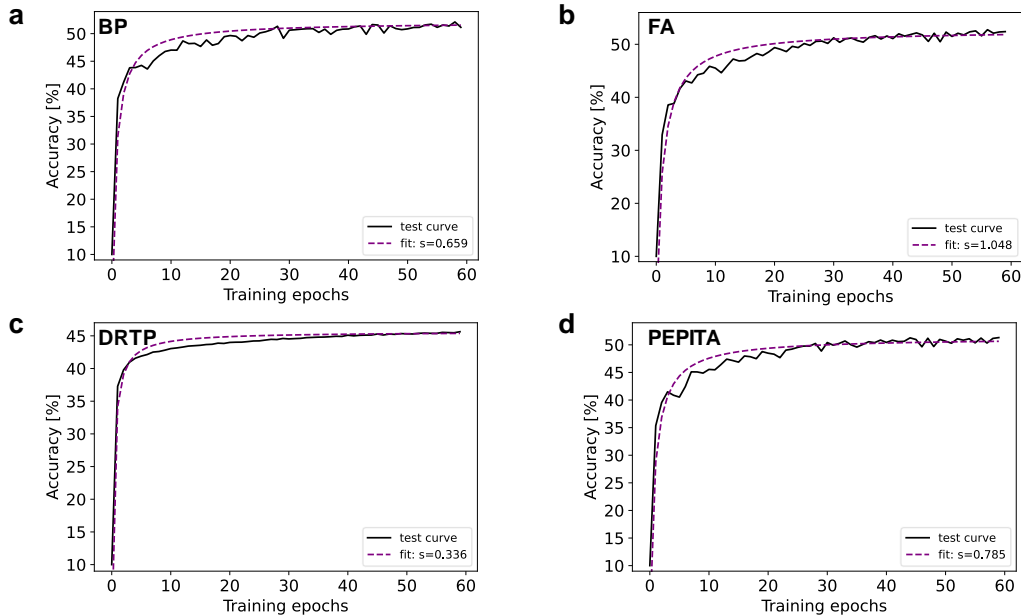 a
BP
50
45
40
35
30
25
20
15
10
Accuracy [%]
test curve
fit: s=0.659
0 10 20 30 40 50 60
Training epochs
b
FA
50
40
30
20
10
Accuracy [%]
test curve
fit: s=1.048
0 10 20 30 40 50 60
Training epochs
c
DRTP
45
40
35
30
25
20
15
10
Accuracy [%]
test curve
fit: s=0.336
0 10 20 30 40 50 60
Training epochs
d
PEPITA
50
45
40
35
30
25
20
15
10
Accuracy [%]
test curve
fit: s=0.785
0 10 20 30 40 50 60
Training epochs